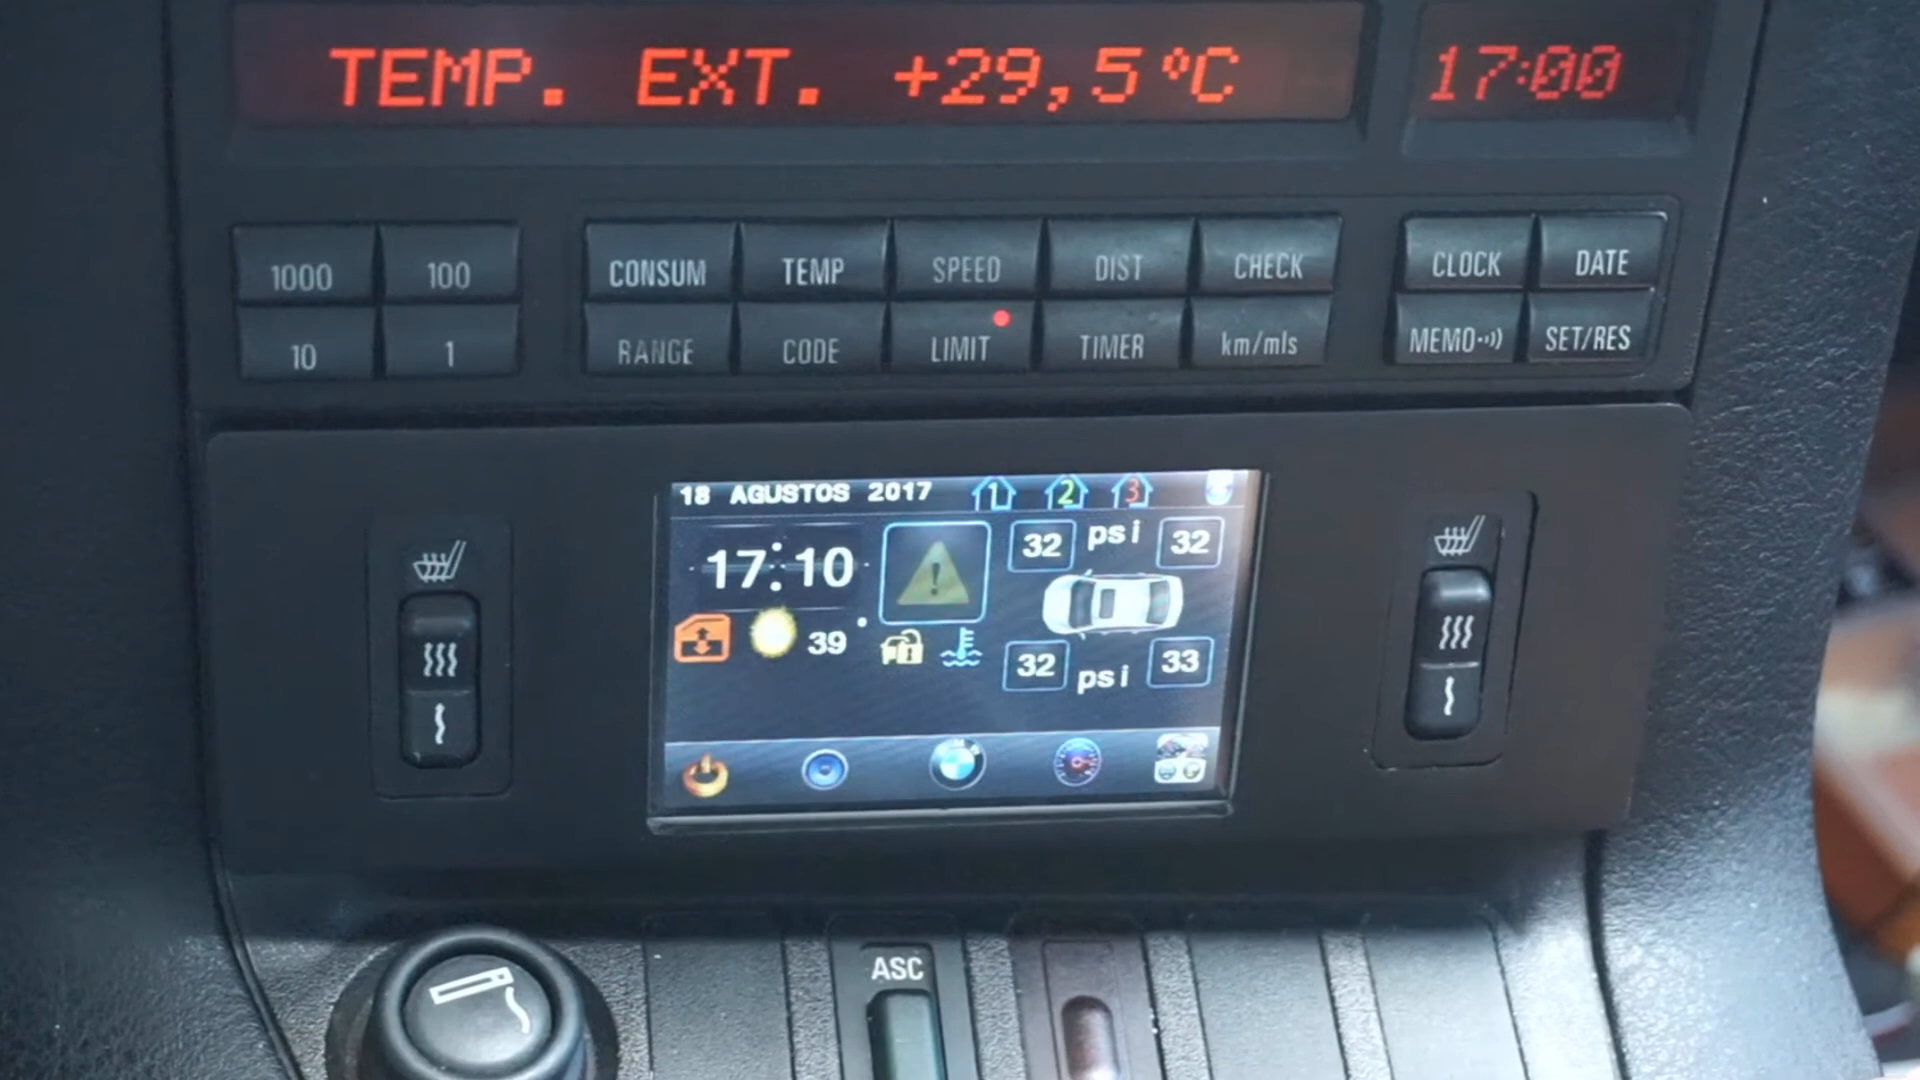 TEMP. EXT. +29,5ºC 17:00
1000 100 CONSUM TEMP SPEED DIST CHECK CLOCK DATE
10 1 RANGE CODE LIMIT TIMER km/mls MEMO SET/RES
18 AGUSTOS 2017 1 2 3
17:10 32 psi 32
39
32 psi 33
ASC